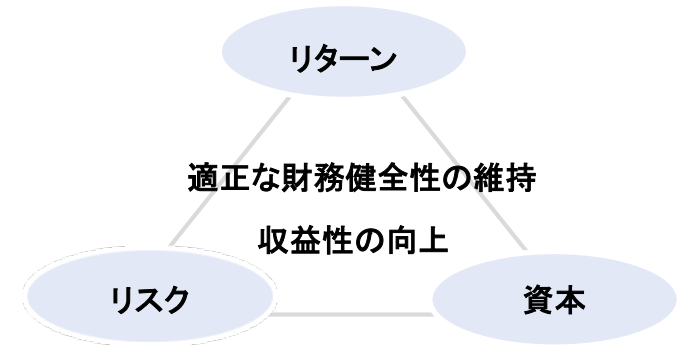 リターン
適正な財務健全性の維持
収益性の向上
リスク
資本